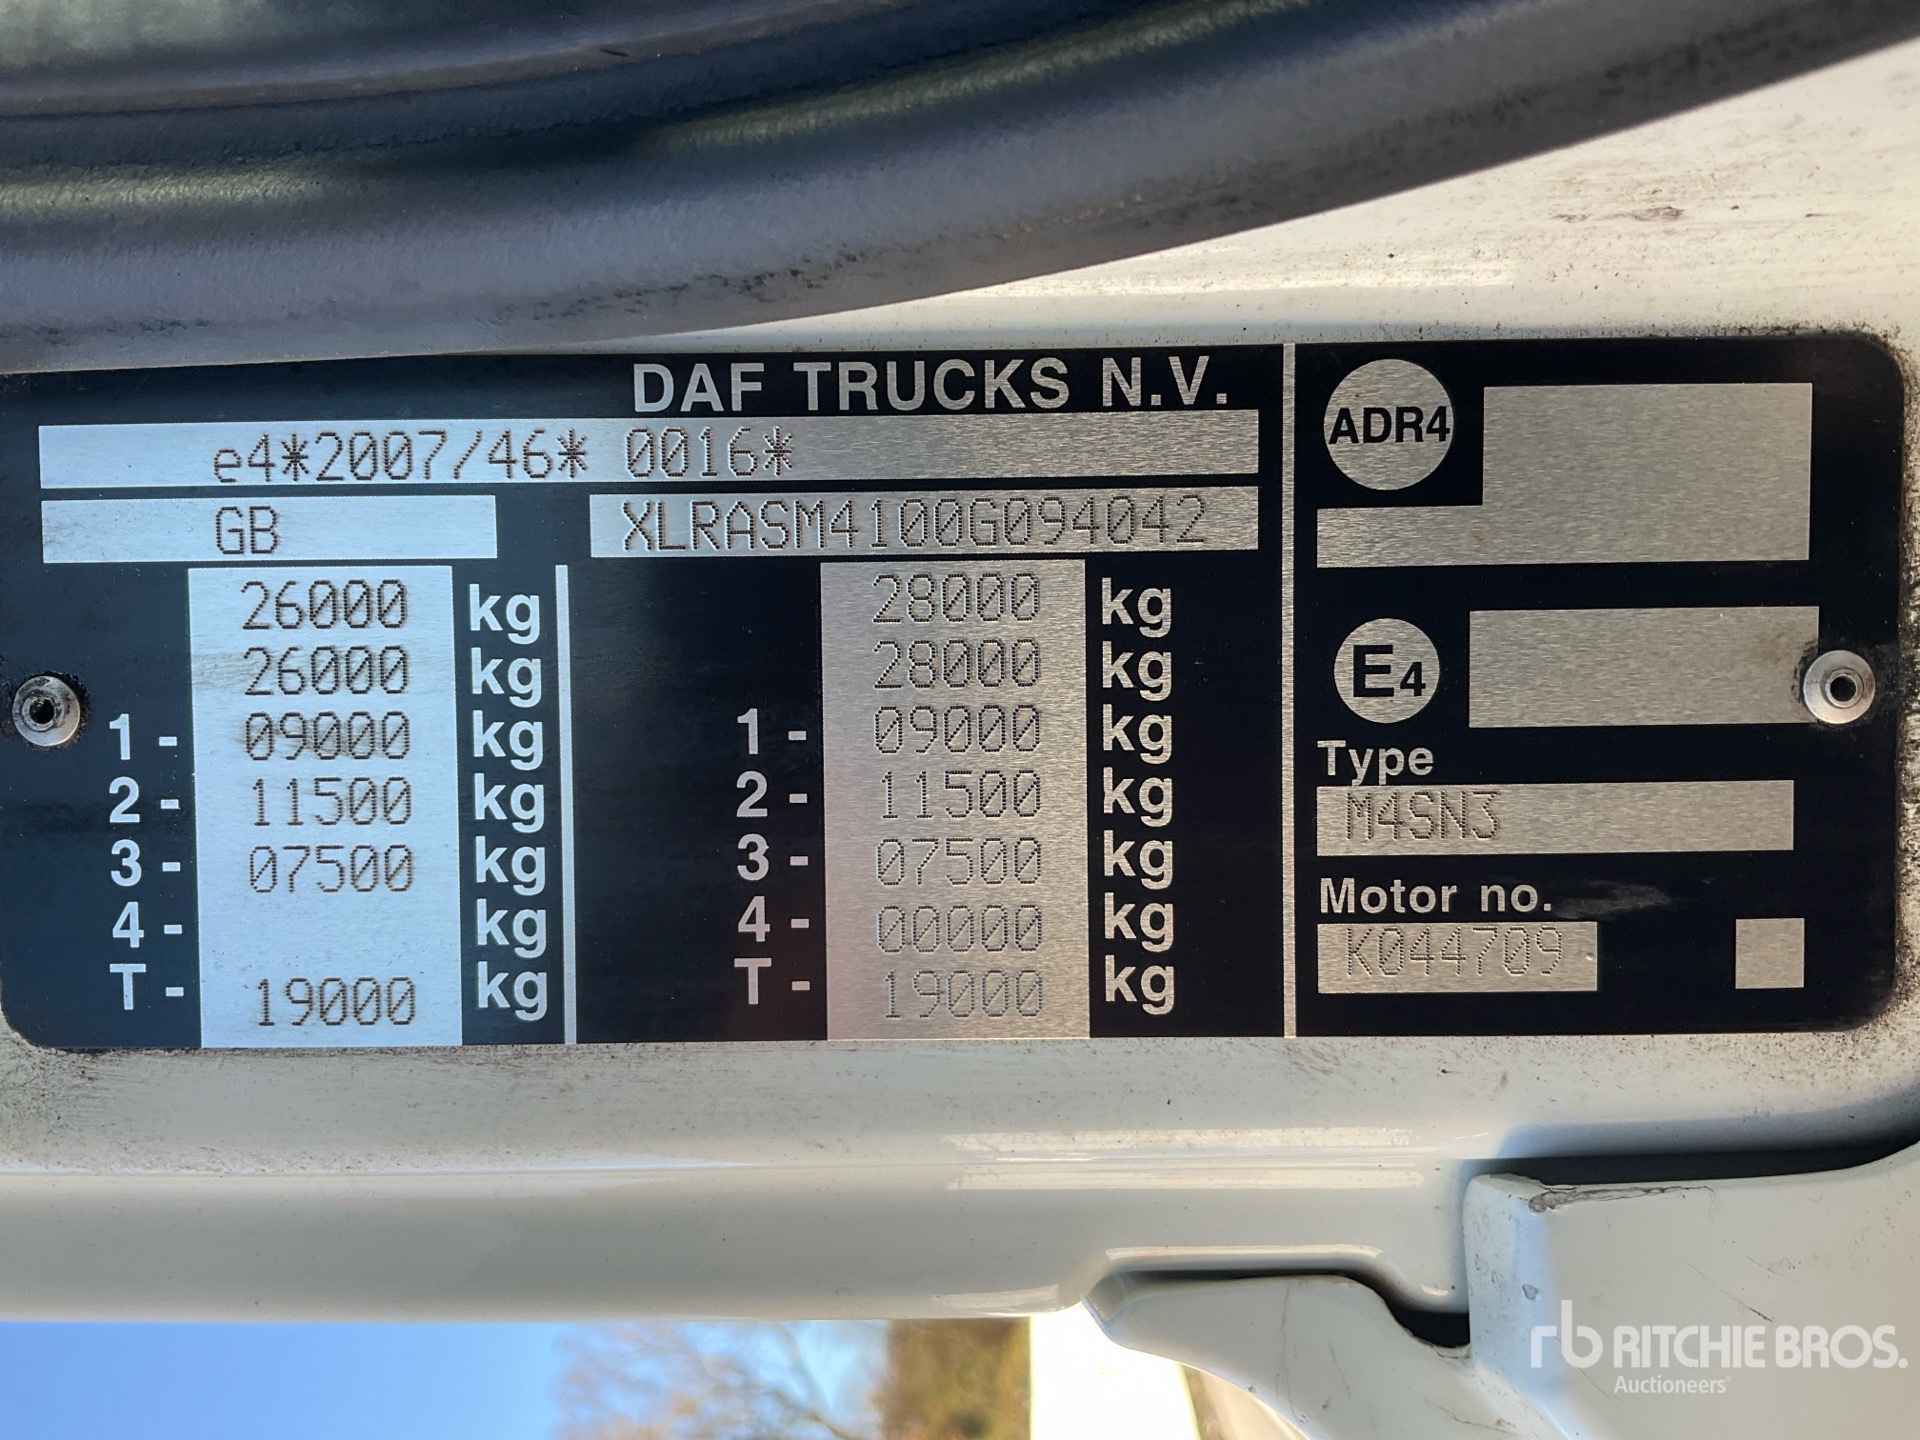 DAF TRUCKS N.V.
e4*2007/46* 0016*
GB XLRASM4100G094042
26000 kg 28000 kg
26000 kg 28000 kg
1- 09000 kg 1- 09000 kg
2- 11500 kg 2- 11500 kg
3- 07500 kg 3- 07500 kg
4- kg 4- 00000 kg
T- 19000 kg T- 19000 kg
ADR4
E4
Type
M4SN3
Motor no.
K044709
rb RITCHIE BROS.
Auctioneers